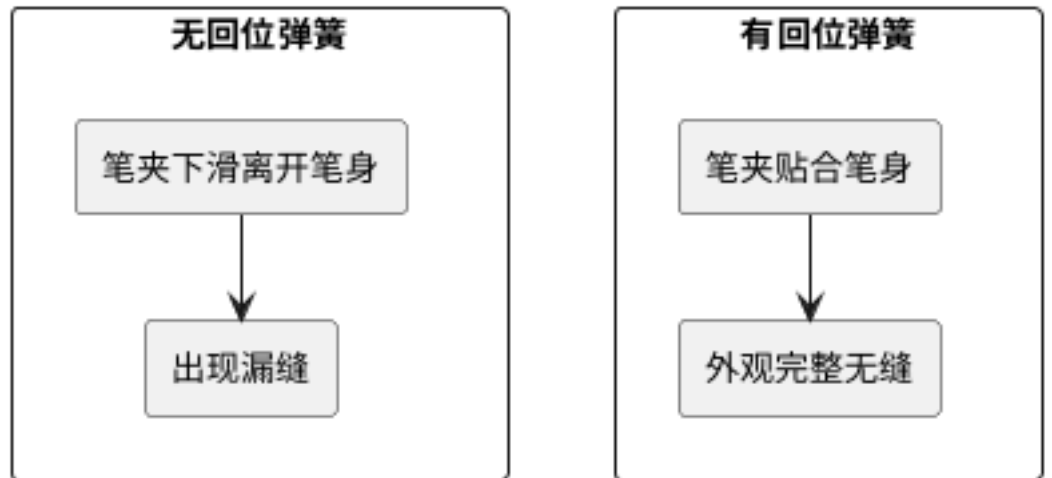 无回位弹簧
笔夹下滑离开笔身
出现漏缝
有回位弹簧
笔夹贴合笔身
外观完整无缝